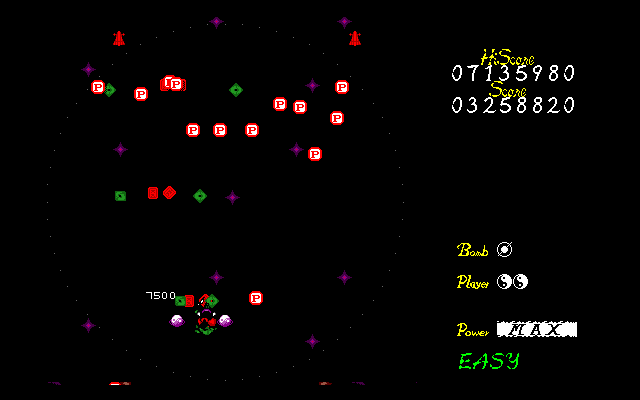 HiScore
07135980
Score
03258820
P P P P P
P P P
P P P P
7500
P
Bomb
Player
Power MAX
EASY